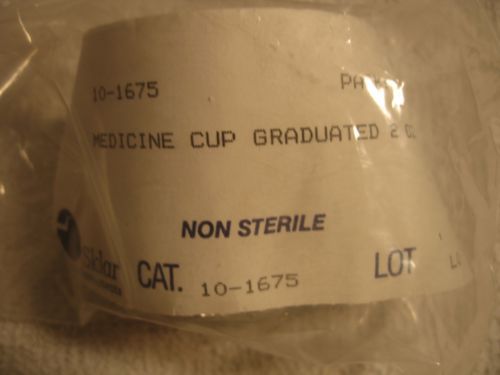 10-1675
MEDICINE CUP GRADUATED 2
NON STERILE
Sklar
CAT. 10-1675 LOT